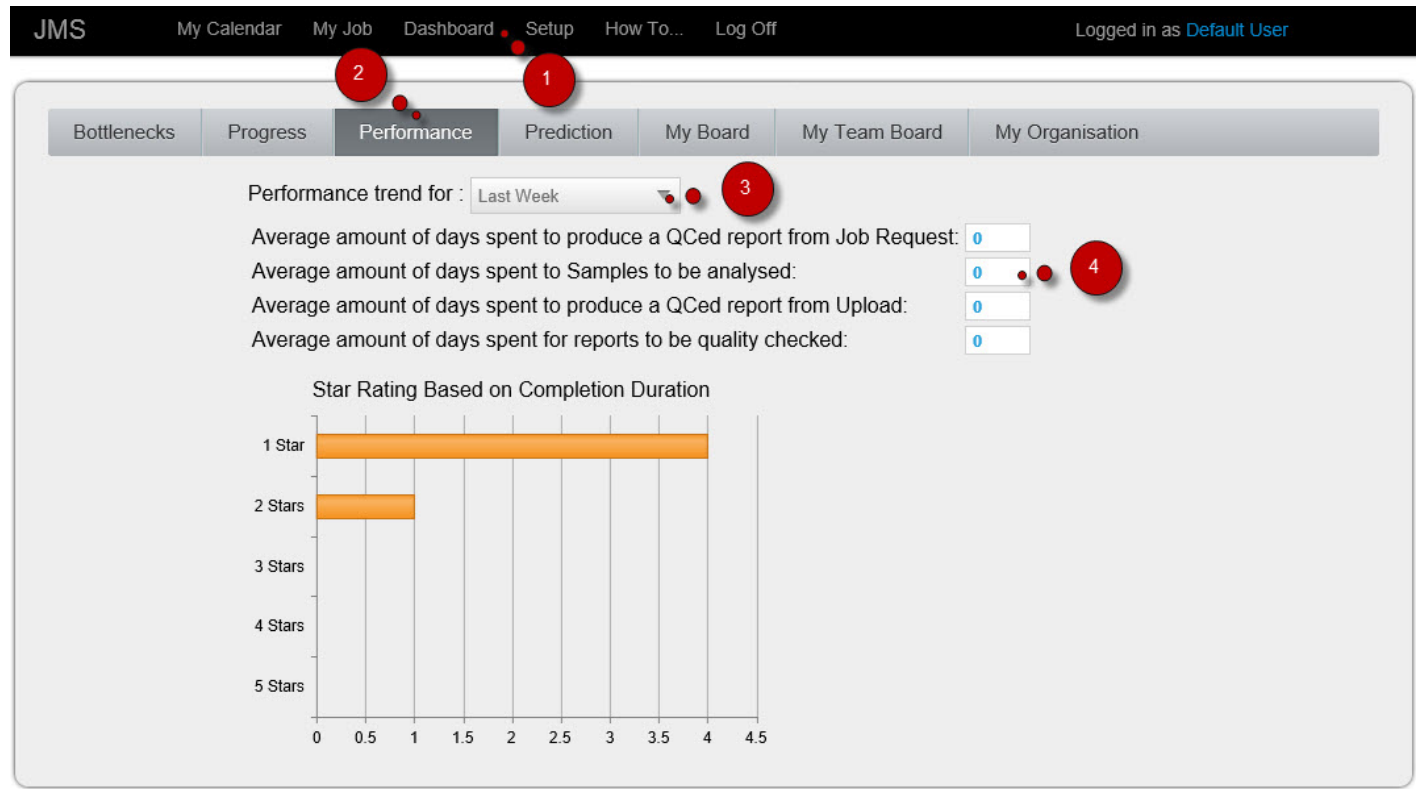 JMS My Calendar My Job Dashboard Setup How To... Log Off Logged in as Default User
2 1
Bottlenecks Progress Performance Prediction My Board My Team Board My Organisation
Performance trend for : Last Week 3
Average amount of days spent to produce a QCed report from Job Request: 0
Average amount of days spent to Samples to be analysed: 0 4
Average amount of days spent to produce a QCed report from Upload: 0
Average amount of days spent for reports to be quality checked: 0
Star Rating Based on Completion Duration
1 Star
2 Stars
3 Stars
4 Stars
5 Stars
0 0.5 1 1.5 2 2.5 3 3.5 4 4.5